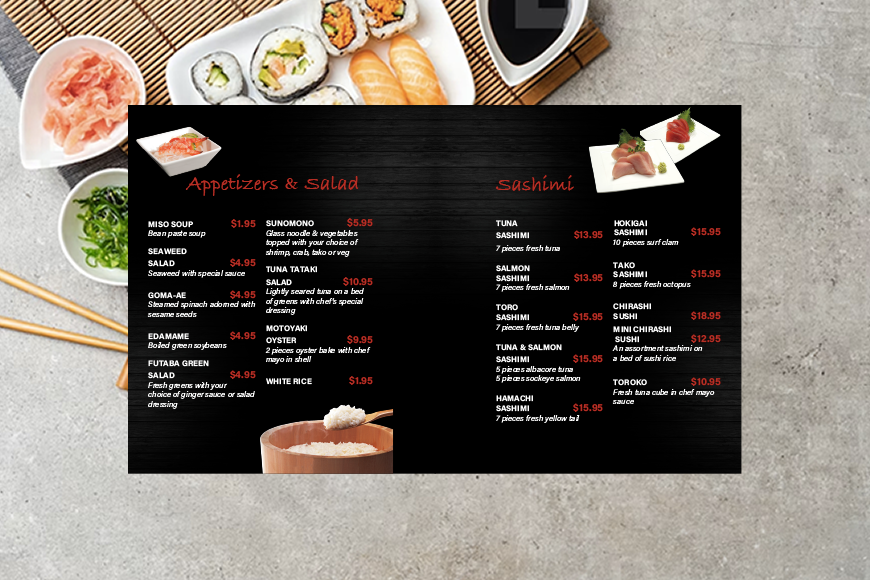 Appetizers & Salad
MISO SOUP $1.95
Bean paste soup
SEAWEED
SALAD $4.95
Seaweed with special sauce
GOMA-AE $4.95
Steamed spinach adorned with
sesame seeds
EDAMAME $4.95
Boiled green soybeans
FUTABA GREEN
SALAD $4.95
Fresh greens with your
choice of ginger sauce or salad
dressing
SUNOMONO $5.95
Glass noodle & vegetables
topped with your choice of
shrimp, crab, tako or veg
TUNA TATAKI
SALAD $10.95
Lightly seared tuna on a bed
of greens with chef's special
dressing
MOTOYAKI
OYSTER $9.95
2 pieces oyster bake with chef
mayo in shell
WHITE RICE $1.95
Sashimi
TUNA
SASHIMI $13.95
7 pieces fresh tuna
SALMON
SASHIMI $13.95
7 pieces fresh salmon
TORO
SASHIMI $15.95
7 pieces fresh tuna belly
TUNA & SALMON
SASHIMI $15.95
5 pieces albacore tuna
5 pieces sockeye salmon
HAMACHI
SASHIMI $15.95
7 pieces fresh yellow tail
HOKIGAI
SASHIMI $15.95
10 pieces surf clam
TAKO
SASHIMI $15.95
8 pieces fresh octopus
CHIRASHI
SUSHI $18.95
MINI CHIRASHI
SUSHI $12.95
An assortment sashimi on
a bed of sushi rice
TOROKO $10.95
Fresh tuna cube in chef mayo
sauce